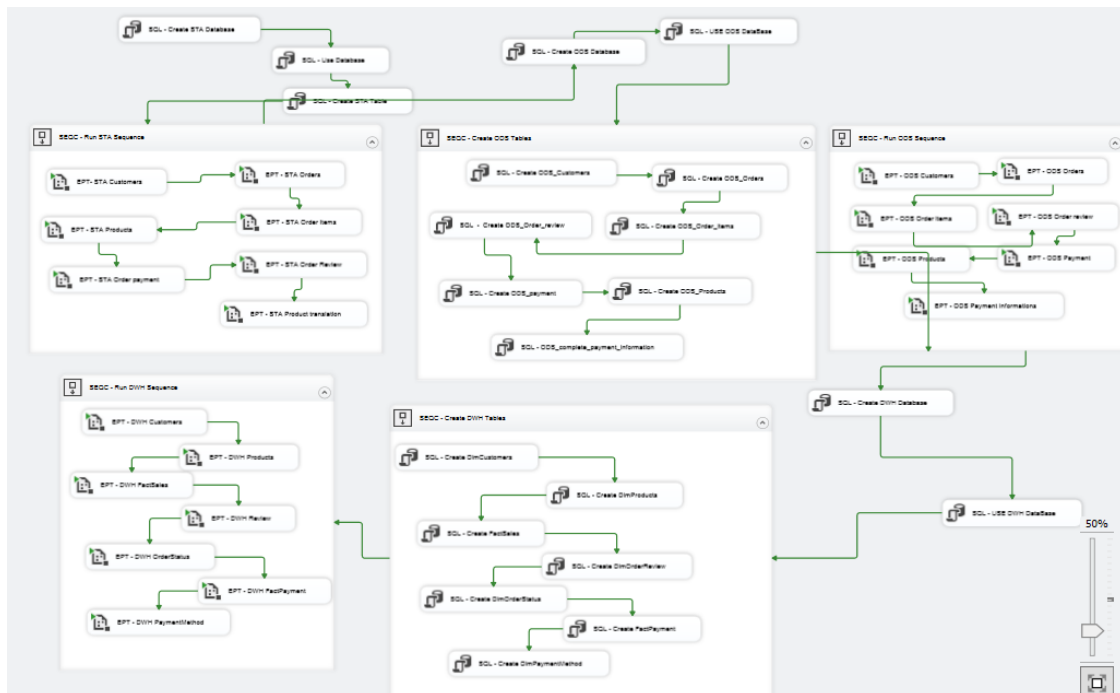 SQL - Create STA Database
SQL - Use Database
SQL - Create STA Table
SQL - Create ODS Database
SQL - USE ODS DataBase
SEQC - Run STA Sequence
EPT - STA Customers
EPT - STA Orders
EPT - STA Products
EPT - STA Order Items
EPT - STA Order payment
EPT - STA Order Review
EPT - STA Product translation
SEQC - Create ODS Tables
SQL - Create ODS_Customers
SQL - Create ODS_Orders
SQL - Create ODS_Order_review
SQL - Create ODS_Order_items
SQL - Create ODS_payment
SQL - Create ODS_Products
SQL - ODS_complete_payment_information
SEQC - Run ODS Sequence
EPT - ODS Customers
EPT - ODS Orders
EPT - ODS Order items
EPT - ODS Order review
EPT - ODS Products
EPT - ODS Payment
EPT - ODS Payment informations
SEQC - Run DWH Sequence
EPT - DWH Customers
EPT - DWH Products
EPT - DWH FactSales
EPT - DWH Review
EPT - DWH OrderStatus
EPT - DWH FactPayment
EPT - DWH PaymentMethod
SEQC - Create DWH Tables
SQL - Create DimCustomers
SQL - Create DimProducts
SQL - Create FactSales
SQL - Create DimOrderReview
SQL - Create DimOrderStatus
SQL - Create FactPayment
SQL - Create DimPaymentMethod
SQL - Create DWH Database
SQL - USE DWH DataBase
50%